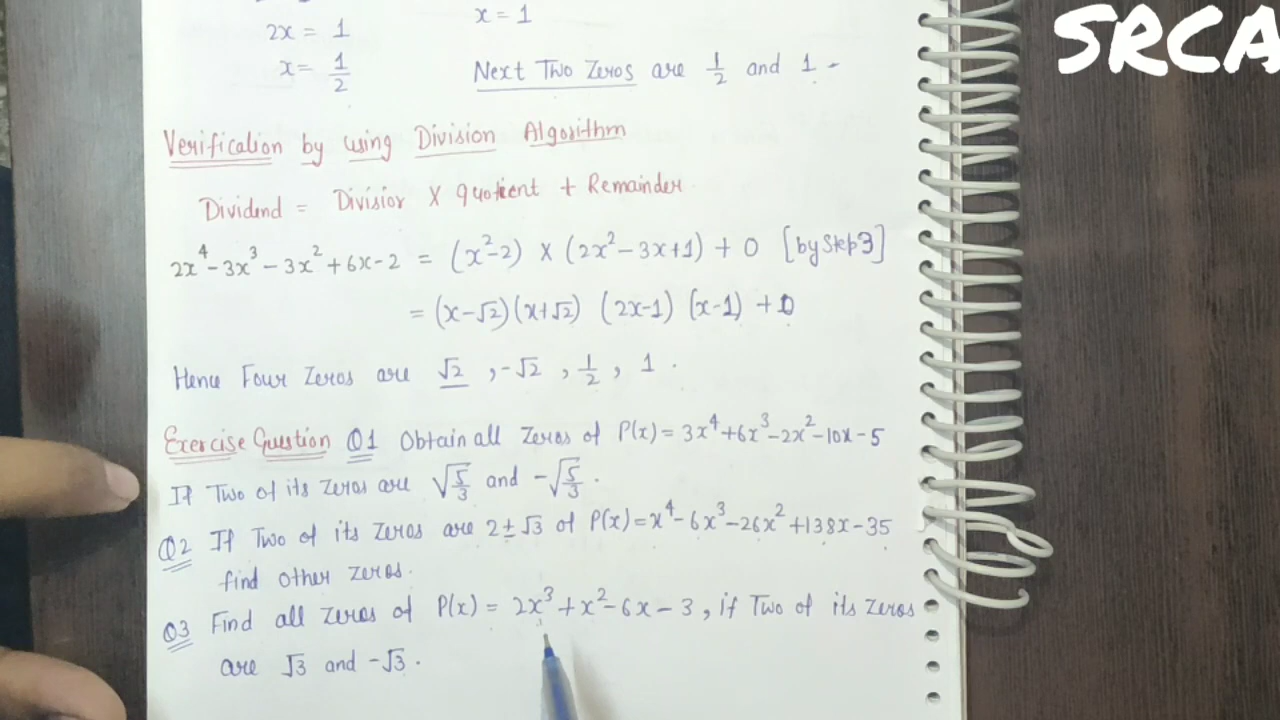 SRCA
2x = 1
x = 1
x = 1/2
Next Two Zeros are 1/2 and 1 -
Verification by using Division Algorithm
Dividend = Divisior X quotient + Remainder
2x⁴-3x³-3x²+6x-2 = (x²-2) × (2x²-3x+1) + 0 [by Step 3]
= (x-√2)(x+√2) (2x-1) (x-1) + 0
Hence Four Zeros are √2 , -√2 , 1/2 , 1 .
Exercise Question Q1 Obtain all Zeros of P(x) = 3x⁴+6x³-2x²-10x-5
If Two of its Zeros are √5/3 and -√5/3 .
Q2 If Two of its Zeros are 2±√3 of P(x)=x⁴-6x³-26x²+138x-35
find other zeros.
Q3 Find all zeros of P(x) = 2x³+x²-6x-3, if Two of its zeros
are √3 and -√3 .